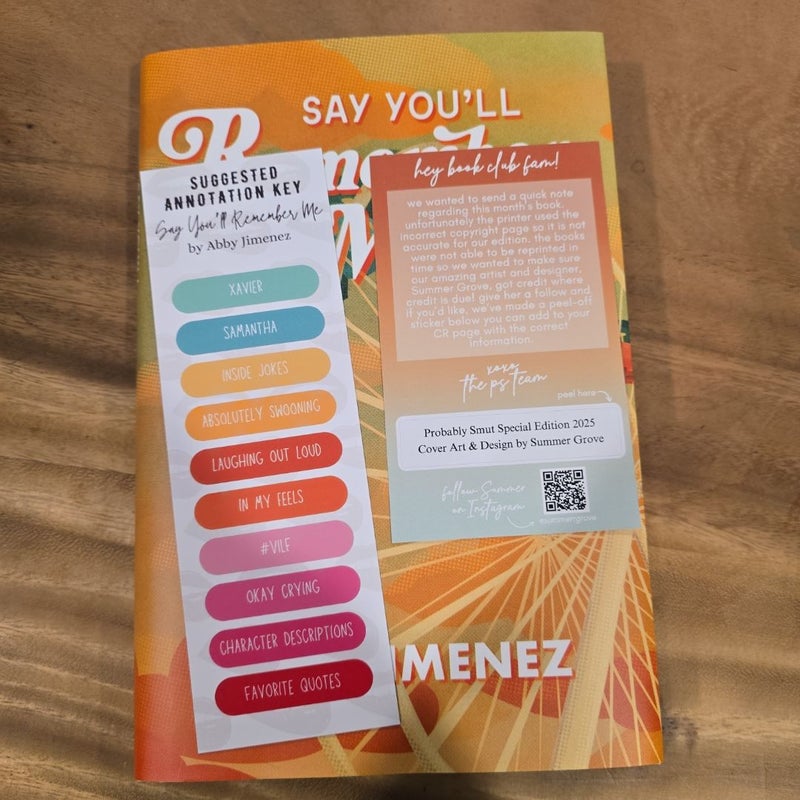 SAY YOU'LL
SUGGESTED
ANNOTATION KEY
Say You'll Remember Me
by Abby Jimenez
XAVIER
SAMANTHA
INSIDE JOKES
ABSOLUTELY SWOONING
LAUGHING OUT LOUD
IN MY FEELS
#VILE
OKAY CRYING
CHARACTER DESCRIPTIONS
FAVORITE QUOTES
hey book club fam!
we wanted to send a quick note
regarding this month's book.
unfortunately the printer used the
incorrect copyright page so it is not
accurate for our edition. the books
were not able to be reprinted in
time so we wanted to make sure
our amazing artist and designer,
Summer Grove, got credit where
credit is due! give her a follow and
if you'd like, we've made a peel-off
sticker below you can add to your
CR page with the correct
information.
xoxo
the ps team
peel here
Probably Smut Special Edition 2025
Cover Art & Design by Summer Grove
follow Summer
on Instagram
IMENEZ